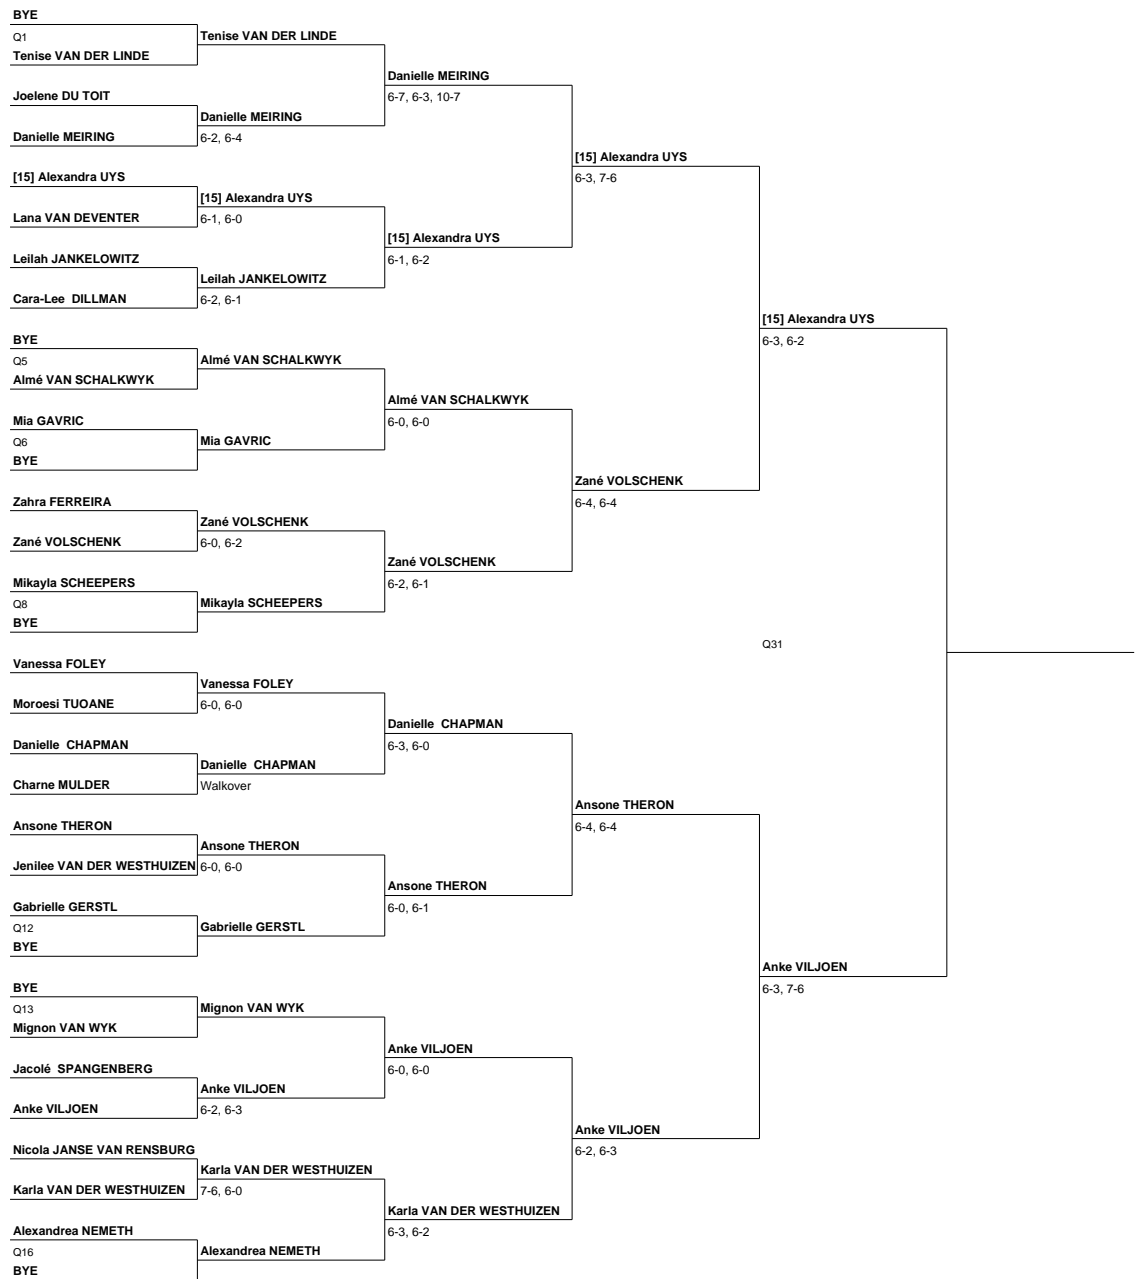 BYE
Q1
Tenise VAN DER LINDE
Joelene DU TOIT
Danielle MEIRING
[15] Alexandra UYS
Lana VAN DEVENTER
Leilah JANKELOWITZ
Cara-Lee  DILLMAN
BYE
Q5
Almé VAN SCHALKWYK
Mia GAVRIC
Q6
BYE
Zahra FERREIRA
Zané VOLSCHENK
Mikayla SCHEEPERS
Q8
BYE
Vanessa FOLEY
Moroesi TUOANE
Danielle  CHAPMAN
Charne MULDER
Ansone THERON
Jenilee VAN DER WESTHUIZEN
Gabrielle GERSTL
Q12
BYE
BYE
Q13
Mignon VAN WYK
Jacolé  SPANGENBERG
Anke VILJOEN
Nicola JANSE VAN RENSBURG
Karla VAN DER WESTHUIZEN
Alexandrea NEMETH
Q16
BYE
Tenise VAN DER LINDE
Danielle MEIRING
6-2, 6-4
[15] Alexandra UYS
6-1, 6-0
Leilah JANKELOWITZ
6-2, 6-1
Almé VAN SCHALKWYK
Mia GAVRIC
Zané VOLSCHENK
6-0, 6-2
Mikayla SCHEEPERS
Vanessa FOLEY
6-0, 6-0
Danielle  CHAPMAN
Walkover
Ansone THERON
6-0, 6-0
Gabrielle GERSTL
Mignon VAN WYK
Anke VILJOEN
6-2, 6-3
Karla VAN DER WESTHUIZEN
7-6, 6-0
Alexandrea NEMETH
Danielle MEIRING
6-7, 6-3, 10-7
[15] Alexandra UYS
6-1, 6-2
Almé VAN SCHALKWYK
6-0, 6-0
Zané VOLSCHENK
6-2, 6-1
Danielle  CHAPMAN
6-3, 6-0
Ansone THERON
6-0, 6-1
Anke VILJOEN
6-0, 6-0
Karla VAN DER WESTHUIZEN
6-3, 6-2
[15] Alexandra UYS
6-3, 7-6
Zané VOLSCHENK
6-4, 6-4
Ansone THERON
6-4, 6-4
Anke VILJOEN
6-2, 6-3
[15] Alexandra UYS
6-3, 6-2
Q31
Anke VILJOEN
6-3, 7-6